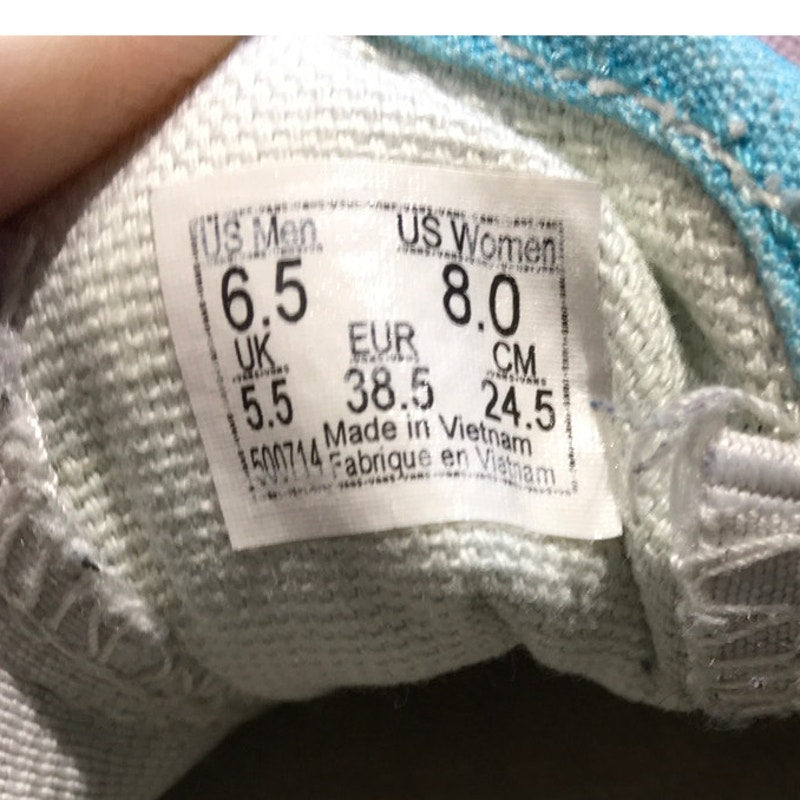 US Men US Women
6.5 8.0
UK EUR CM
5.5 38.5 24.5
Made in Vietnam
500714 Fabrique en Vietnam